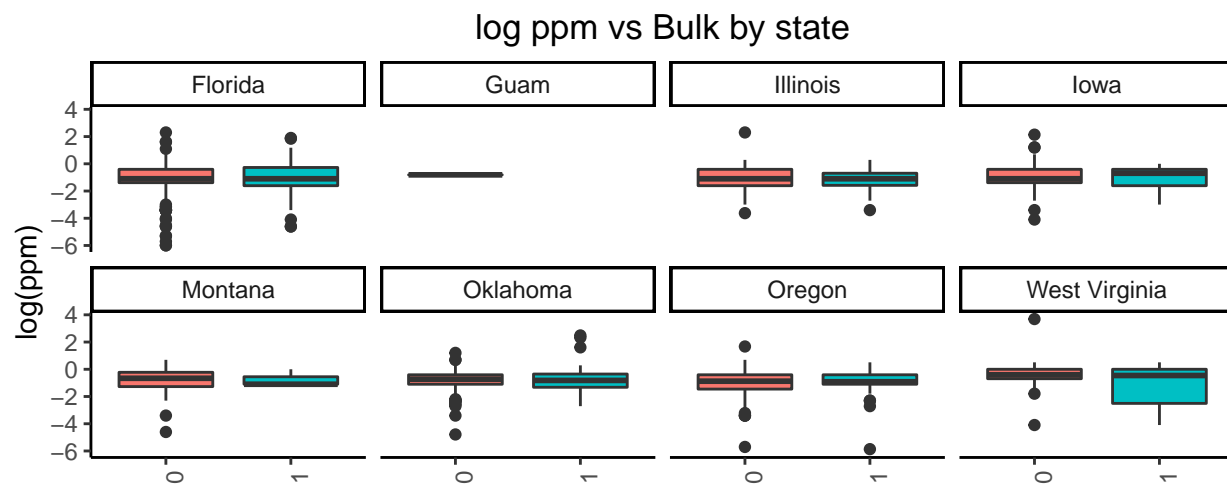 log ppm vs Bulk by state
Florida
Guam
Illinois
Iowa
4
2
0
−2
−4
−6
Montana
Oklahoma
Oregon
West Virginia
4
2
0
−2
−4
−6
log(ppm)
0
1
0
1
0
1
0
1